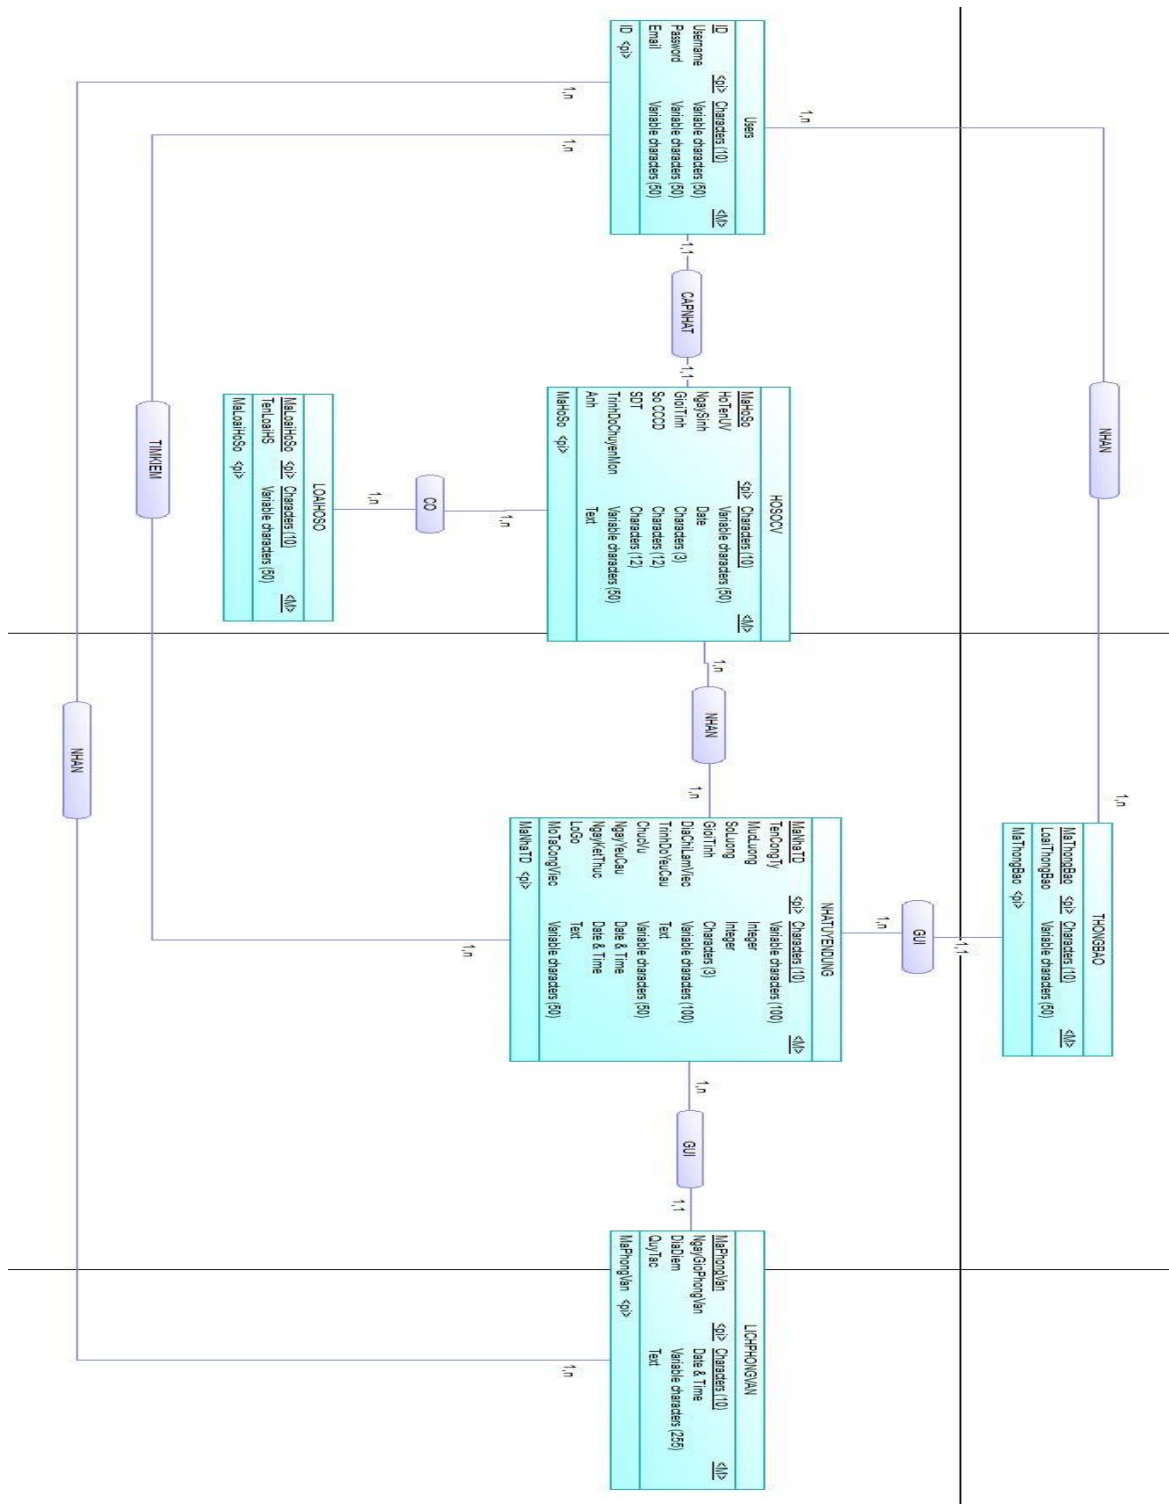 1,n
NHAN
1,n
THONGBAO
MaThongBao <pi> Characters (10) <M>
LoaiThongBao Variable characters (50)
MaThongBao <pi>
1,1
GUI
1,n
Users
ID <pi> Characters (10) <M>
Username Variable characters (50)
Password Variable characters (50)
Email Variable characters (50)
ID <pi>
1,1
CAPNHAT
1,1
HOSOCV
MaHoSo <pi> Characters (10) <M>
HoTenUV Variable characters (50)
NgaySinh Date
GioiTinh Characters (3)
So CCCD Characters (12)
SDT Characters (12)
TrinhDoChuyenMon Variable characters (50)
Anh Text
MaHoSo <pi>
1,n
NHAN
1,n
NHATUYENDUNG
MaNhaTD <pi> Characters (10) <M>
TenCongTy Variable characters (100)
MucLuong Integer
SoLuong Integer
GioiTinh Characters (3)
DiaChiLamViec Variable characters (100)
TrinhDoYeuCau Text
ChucVu Variable characters (50)
NgayYeuCau Date & Time
NgayKetThuc Date & Time
LoGo Text
MoTaCongViec Variable characters (50)
MaNhaTD <pi>
1,n
GUI
1,1
LICHPHONGVAN
MaPhongVan <pi> Characters (10) <M>
NgayGioPhongVan Date & Time
DiaDiem Variable characters (255)
QuyTac Text
MaPhongVan <pi>
1,n
1,n
1,n
CO
1,n
LOAIHOSO
MaLoaiHoSo <pi> Characters (10) <M>
TenLoaiHS Variable characters (50)
MaLoaiHoSo <pi>
1,n
1,n
TIMKIEM
NHAN